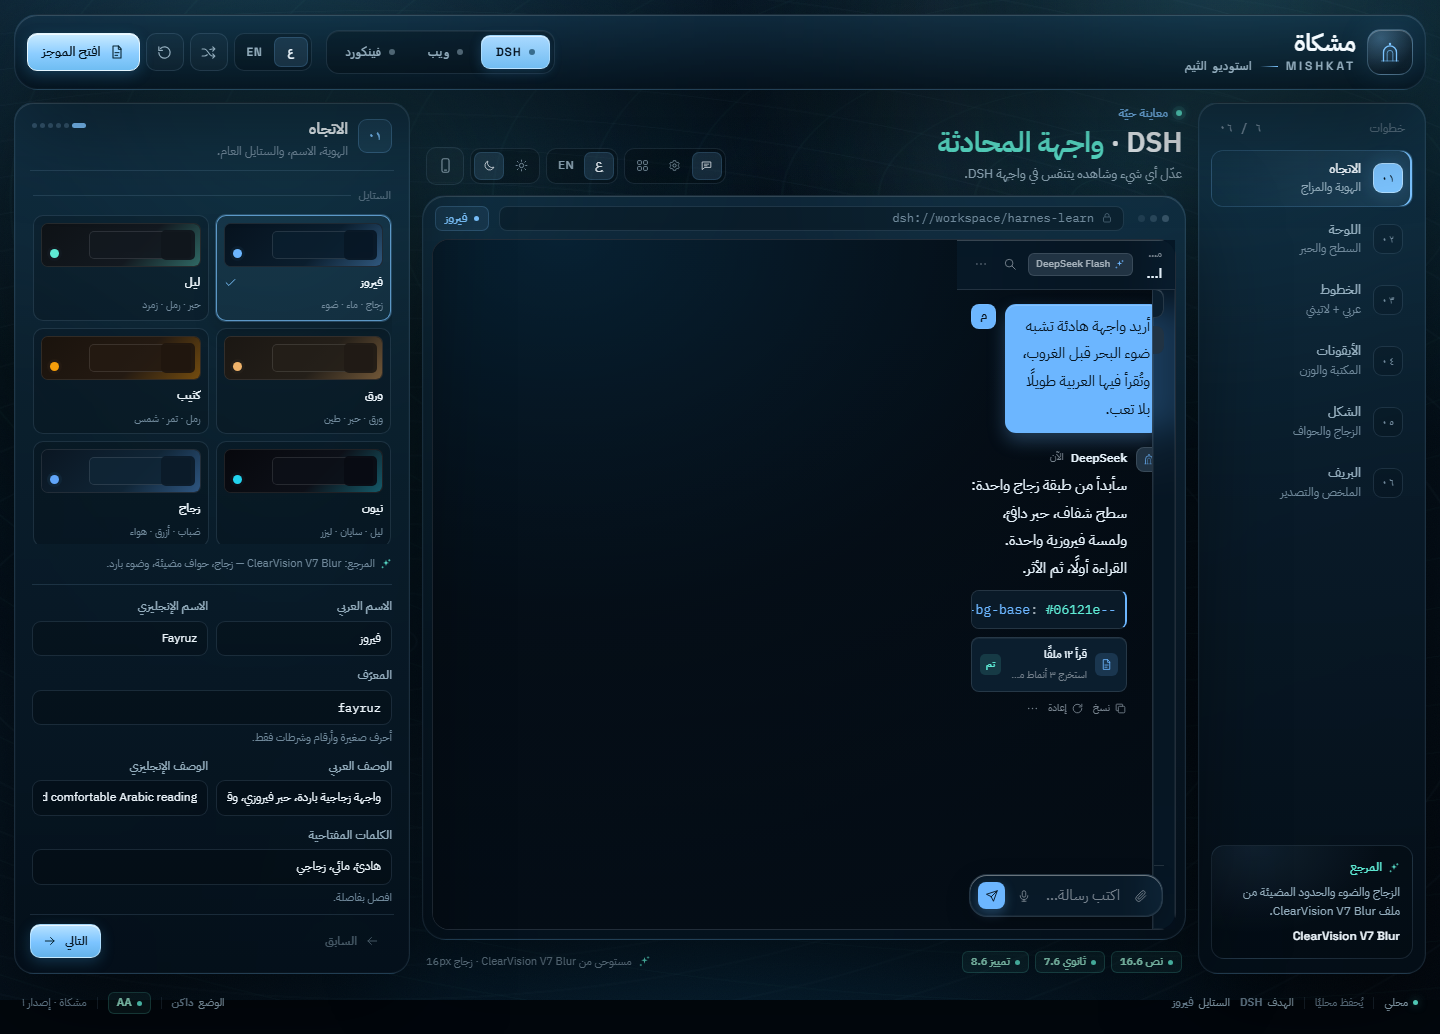 مشكاة
MISHKAT — استوديو الثيم
DSH
ويب
فينكورد
ع
EN
افتح الموجز
خطوات
٠٦ / ٦
٠١
الاتجاه
الهوية والمزاج
٠٢
اللوحة
السطح والحبر
٠٣
الخطوط
عربي + لاتيني
٠٤
الأيقونات
المكتبة والوزن
٠٥
الشكل
الزجاج والحواف
٠٦
البريف
الملخص والتصدير
المرجع
الزجاج والضوء والحدود المضيئة من
ملف ClearVision V7 Blur.
ClearVision V7 Blur
معاينة حيّة
DSH · واجهة المحادثة
عدّل أي شيء وشاهده يتنفس في واجهة DSH.
ع
EN
dsh://workspace/harnes-learn
فيروز
م...
ا...
DeepSeek Flash
م
أريد واجهة هادئة تشبه
ضوء البحر قبل الغروب،
وتُقرأ فيها العربية طويلًا
بلا تعب.
DeepSeek الآن
سأبدأ من طبقة زجاج واحدة:
سطح شفاف، حبر دافئ،
ولمسة فيروزية واحدة.
القراءة أولًا، ثم الأثر.
-bg-base: #06121e--
قرأ ١٢ ملفًا
استخرج ٣ أنماط مـ...
تم
نسخ
إعادة
اكتب رسالة...
نص 16.6
ثانوي 7.6
تمييز 8.6
مستوحى من ClearVision V7 Blur · زجاج 16px
٠١
الاتجاه
الهوية، الاسم، والستايل العام.
الستايل
فيروز
زجاج · ماء · ضوء
ليل
حبر · رمل · زمرد
ورق
ورق · حبر · طين
كثيب
رمل · تمر · شمس
نيون
ليل · سايان · ليزر
زجاج
ضباب · أزرق · هواء
المرجع: ClearVision V7 Blur — زجاج، حواف مضيئة، وضوء بارد.
الاسم العربي
الاسم الإنجليزي
فيروز
Fayruz
المعرّف
fayruz
أحرف صغيرة وأرقام وشرطات فقط.
الوصف العربي
الوصف الإنجليزي
واجهة زجاجية باردة، حبر فيروزي، وق
d comfortable Arabic reading
الكلمات المفتاحية
هادئ، مائي، زجاجي
افصل بفاصلة.
السابق
التالي
محلي
يُحفظ محليًا
الهدف DSH
الستايل فيروز
الوضع داكن
AA
مشكاة · إصدار ١